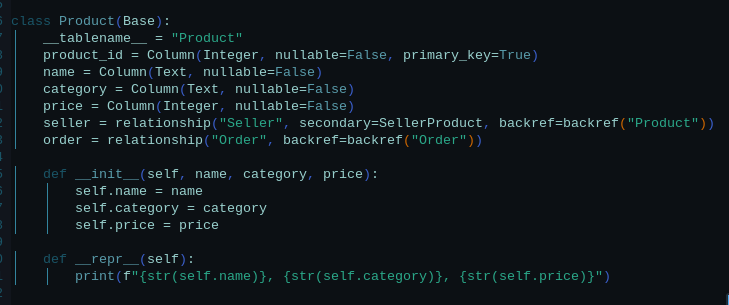 class Product(Base):
    __tablename__ = "Product"
    product_id = Column(Integer, nullable=False, primary_key=True)
    name = Column(Text, nullable=False)
    category = Column(Text, nullable=False)
    price = Column(Integer, nullable=False)
    seller = relationship("Seller", secondary=SellerProduct, backref=backref("Product"))
    order = relationship("Order", backref=backref("Order"))

    def __init__(self, name, category, price):
        self.name = name
        self.category = category
        self.price = price

    def __repr__(self):
        print(f"{str(self.name)}, {str(self.category)}, {str(self.price)}")